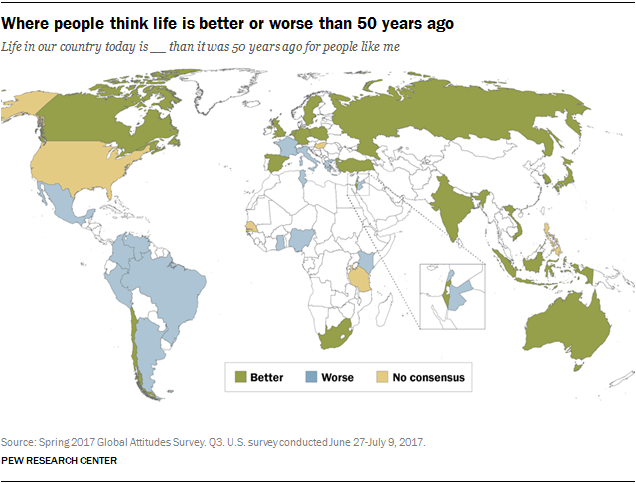 Where people think life is better or worse than 50 years ago
Life in our country today is __ than it was 50 years ago for people like me
Better
Worse
No consensus
Source: Spring 2017 Global Attitudes Survey. Q3. U.S. survey conducted June 27-July 9, 2017.
PEW RESEARCH CENTER